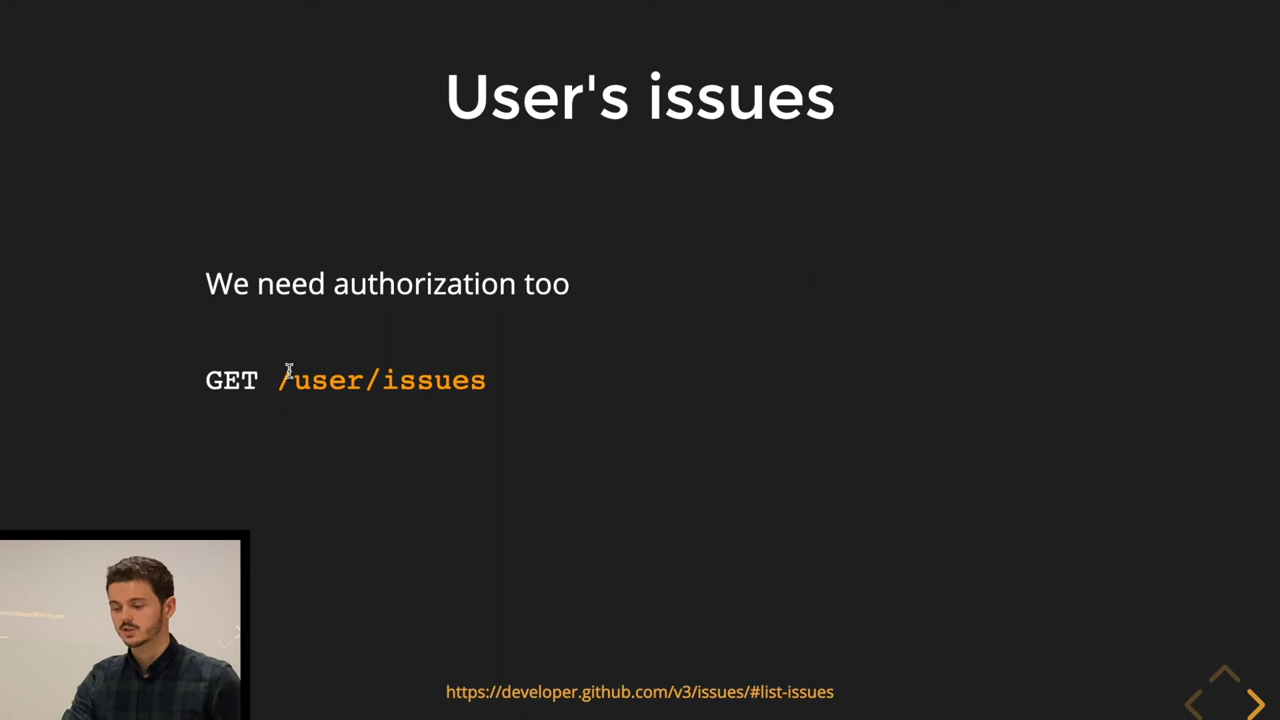 User's issues
We need authorization too
GET /user/issues
https://developer.github.com/v3/issues/#list-issues